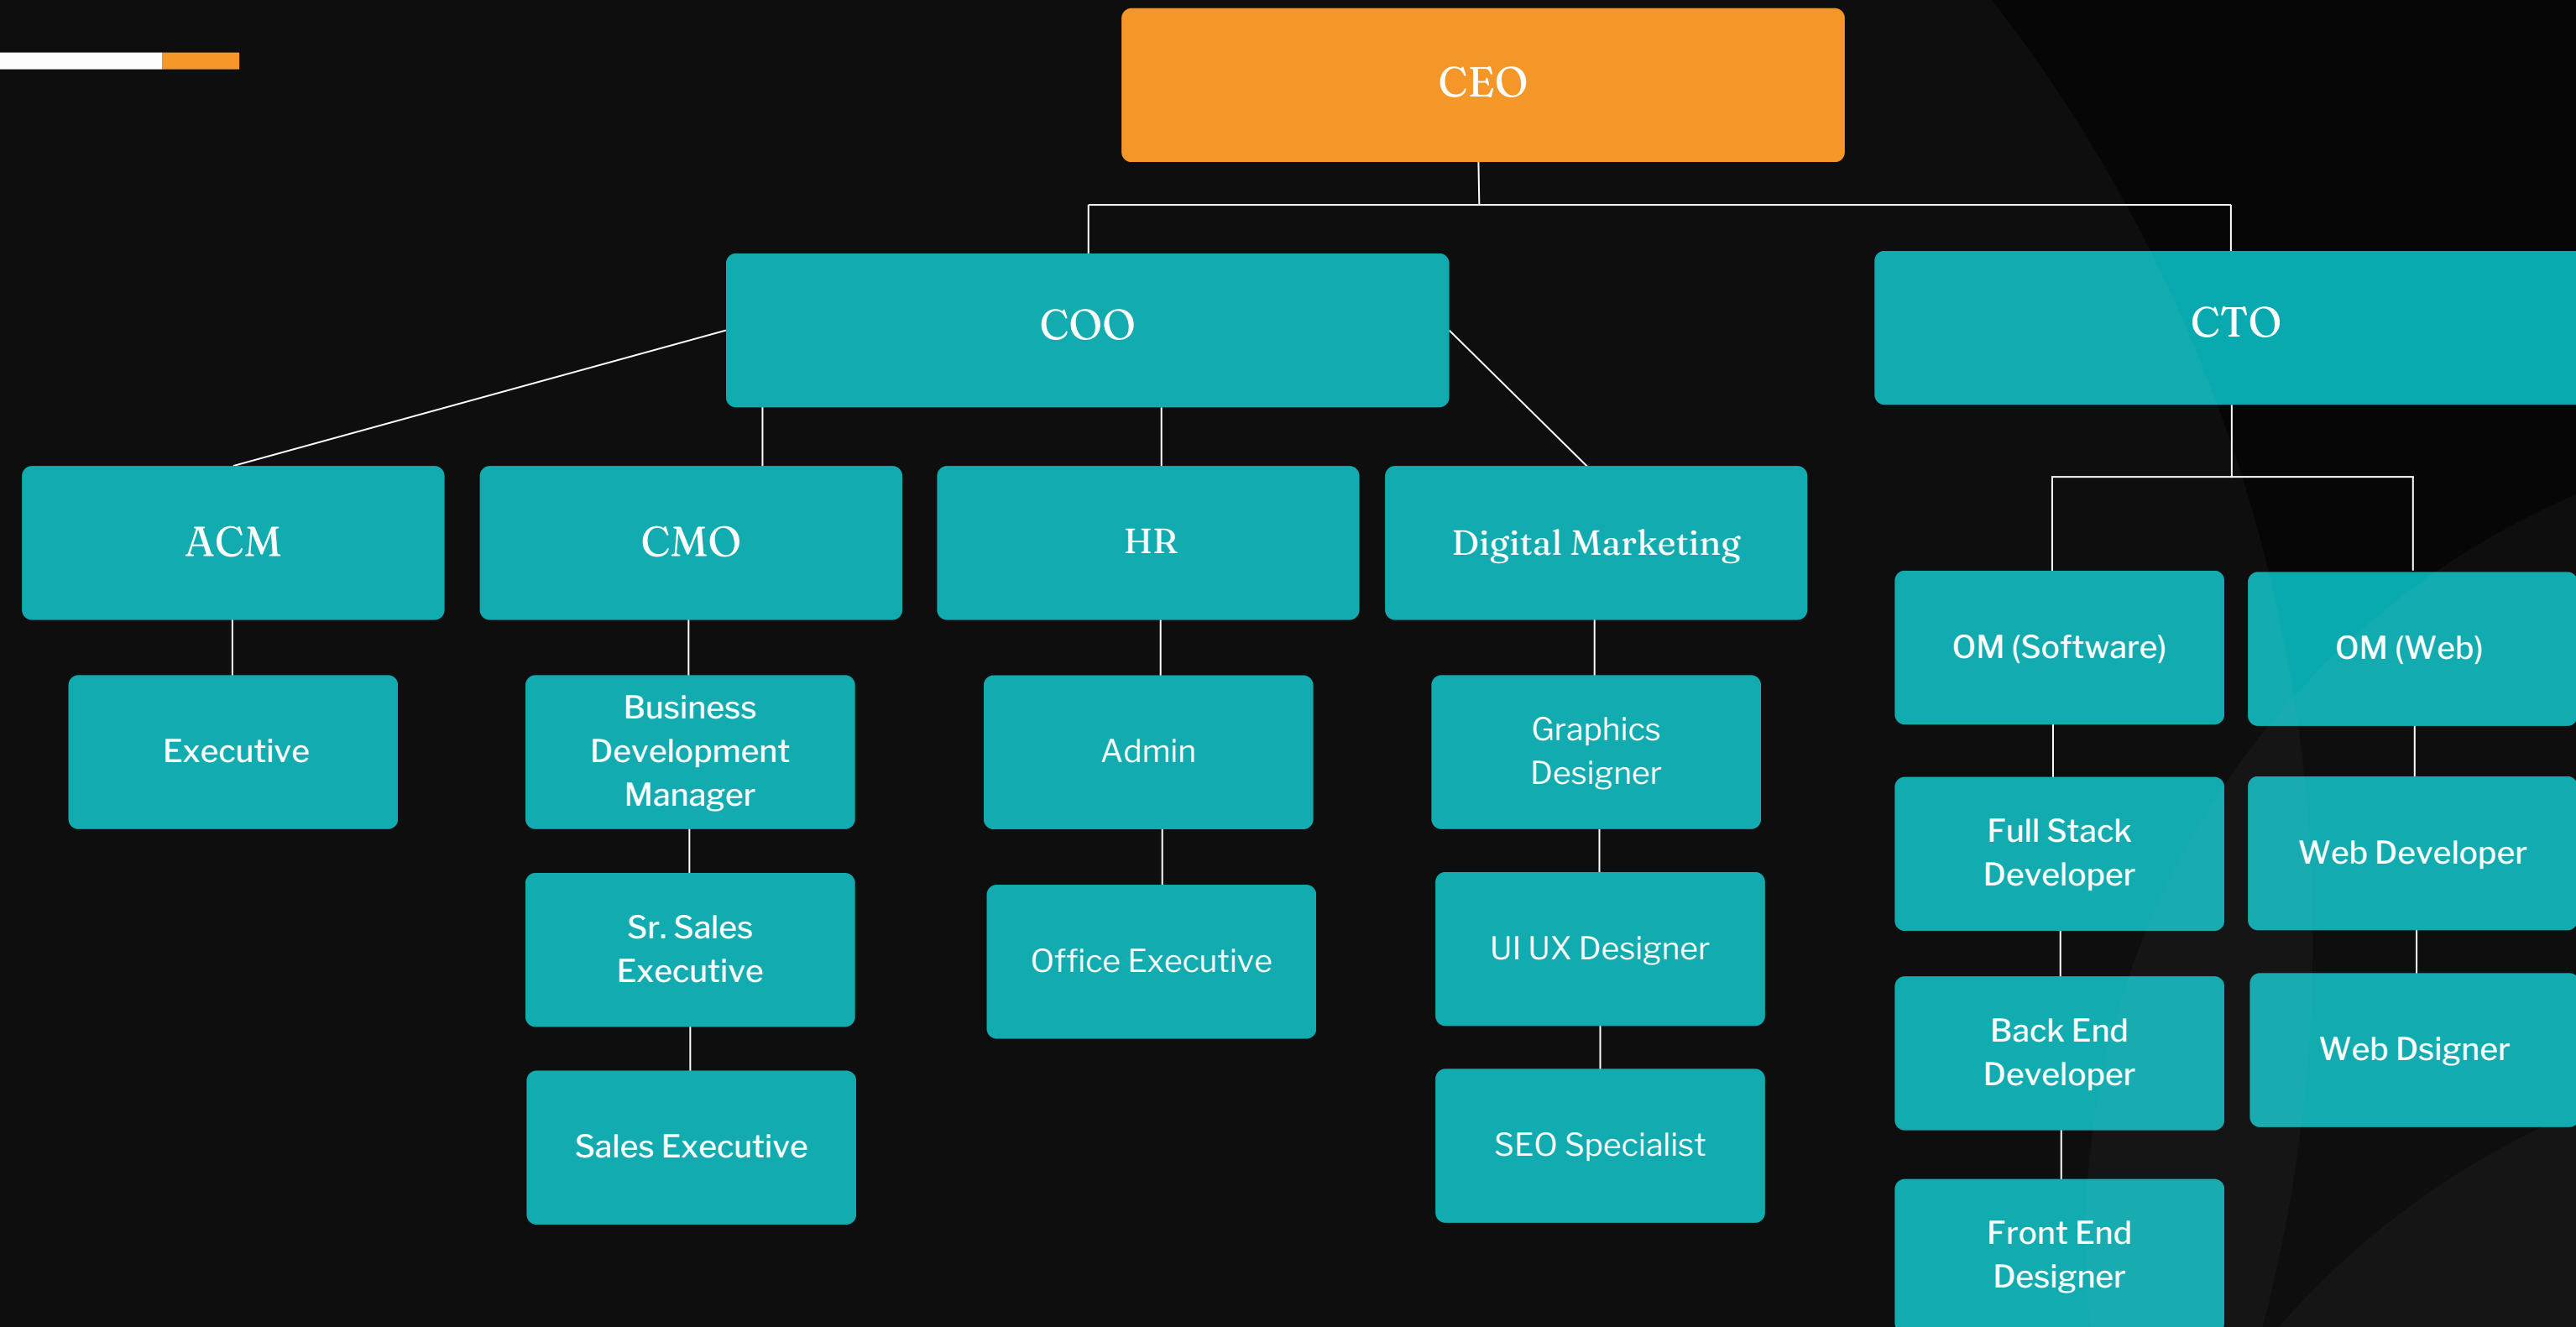 CEO
COO
CTO
ACM
CMO
HR
Digital Marketing
OM (Software)
OM (Web)
Executive
Business
Development
Manager
Admin
Graphics
Designer
Full Stack
Developer
Web Developer
Sr. Sales
Executive
Office Executive
UI UX Designer
Back End
Developer
Web Dsigner
Sales Executive
SEO Specialist
Front End
Designer